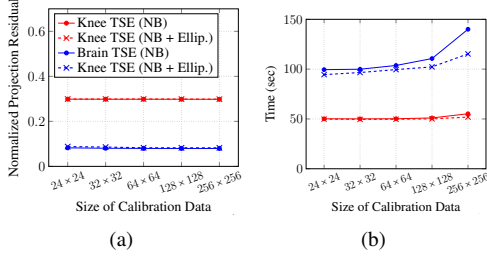 Normalized Projection Residual
0.6
0.4
0.2
0
Knee TSE (NB)
Knee TSE (NB + Ellip.)
Brain TSE (NB)
Knee TSE (NB + Ellip.)
24 × 24
32 × 32
64 × 64
128 × 128
256 × 256
Size of Calibration Data
(a)
Time (sec)
150
100
50
0
24 × 24
32 × 32
64 × 64
128 × 128
256 × 256
Size of Calibration Data
(b)